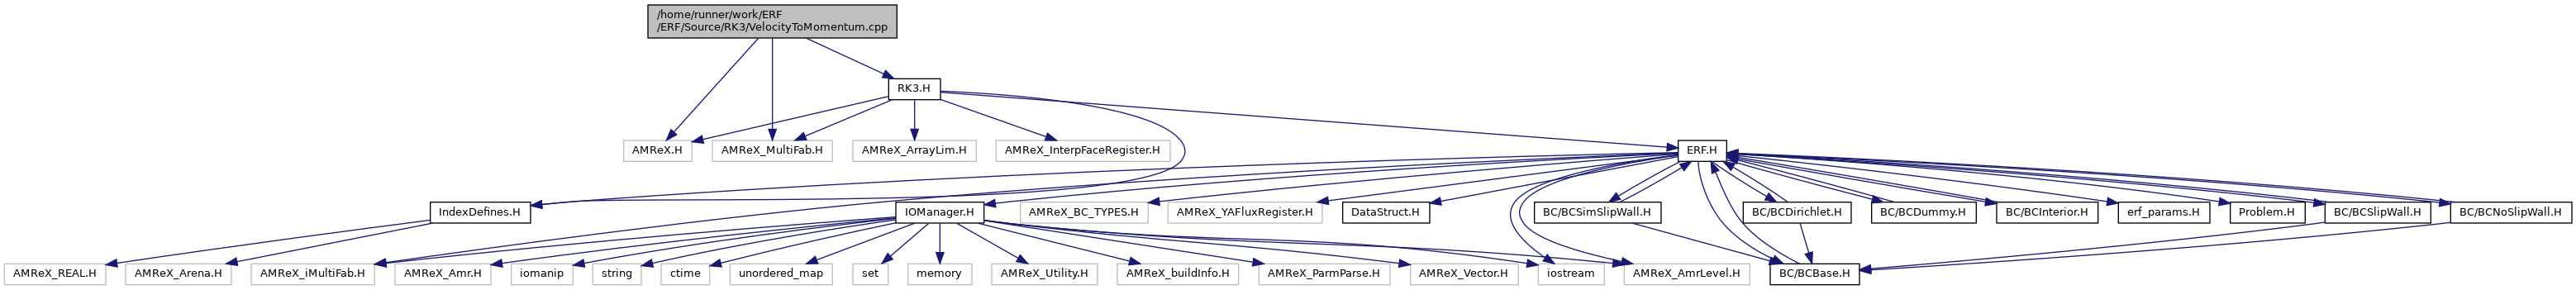 /home/runner/work/ERF
/ERF/Source/RK3/VelocityToMomentum.cpp
RK3.H
AMReX.H
AMReX_MultiFab.H
AMReX_ArrayLim.H
AMReX_InterpFaceRegister.H
ERF.H
IndexDefines.H
IOManager.H
AMReX_BC_TYPES.H
AMReX_YAFluxRegister.H
DataStruct.H
BC/BCSimSlipWall.H
BC/BCDirichlet.H
BC/BCDummy.H
BC/BCInterior.H
erf_params.H
Problem.H
BC/BCSlipWall.H
BC/BCNoSlipWall.H
AMReX_REAL.H
AMReX_Arena.H
AMReX_iMultiFab.H
AMReX_Amr.H
iomanip
string
ctime
unordered_map
set
memory
AMReX_Utility.H
AMReX_buildInfo.H
AMReX_ParmParse.H
AMReX_Vector.H
iostream
AMReX_AmrLevel.H
BC/BCBase.H